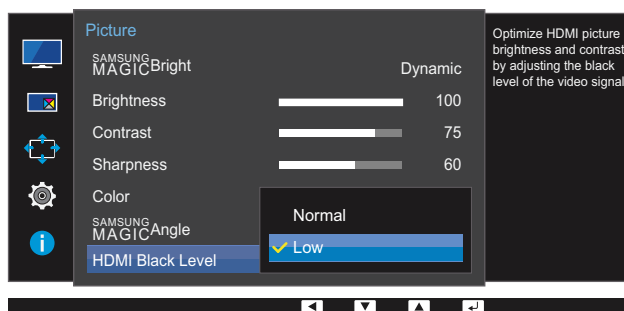 Picture
SAMSUNG
MAGICBright Dynamic
Brightness 100
Contrast 75
Sharpness 60
Color
SAMSUNG
MAGICAngle
HDMI Black Level
Normal
Low
Optimize HDMI picture
brightness and contrast
by adjusting the black
level of the video signal